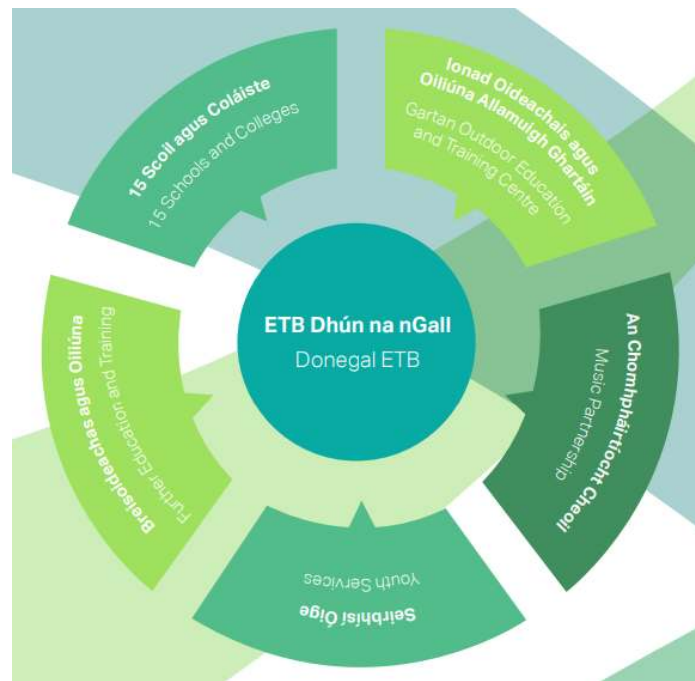 ETB Dhún na nGall
Donegal ETB
15 Scoil agus Coláiste
15 Schools and Colleges
Ionad Oideachais agus
Oiliúna Allamuigh Ghartáin
Gartan Outdoor Education
and Training Centre
An Chomhpháirtíocht Cheoil
Music Partnership
Seirbhísí Óige
Youth Services
Breisoideachas agus Oiliúna
Further Education and Training